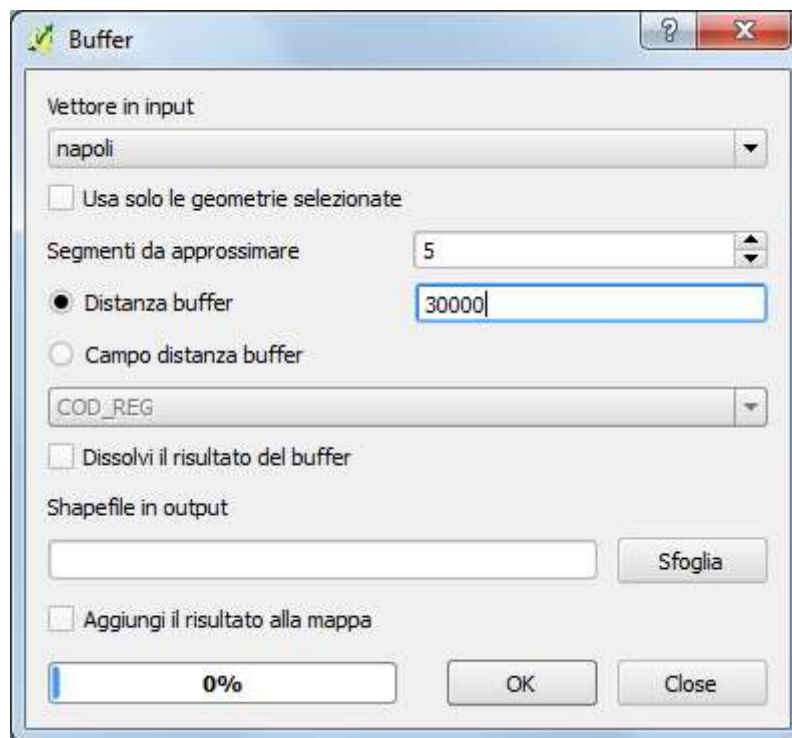 Buffer
?
Vettore in input
napoli
Usa solo le geometrie selezionate
Segmenti da approssimare 5
Distanza buffer 30000
Campo distanza buffer
COD_REG
Dissolvi il risultato del buffer
Shapefile in output
Sfoglia
Aggiungi il risultato alla mappa
0% OK Close